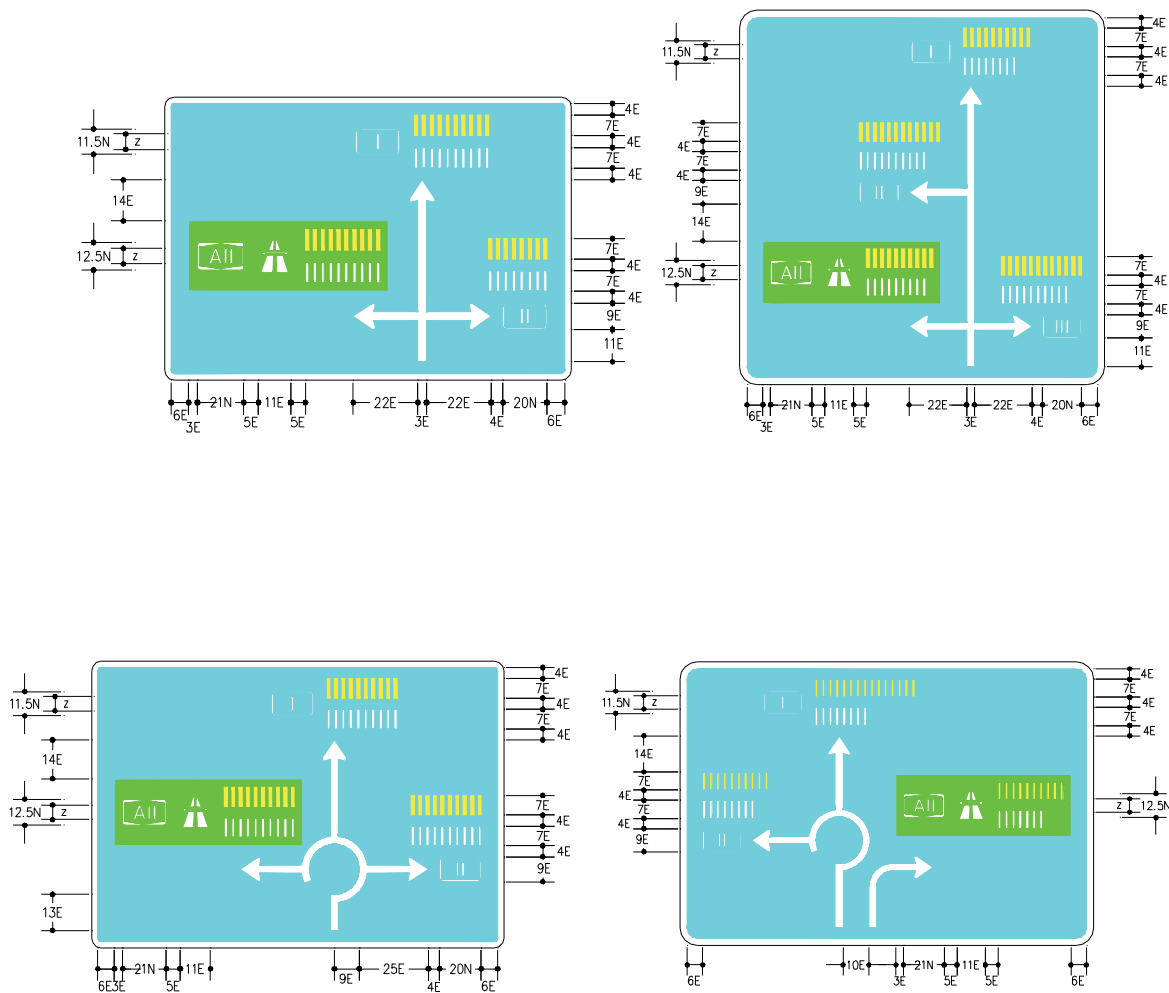 4E
7E
11.5N z 4E
7E
4E
14E
A11
7E
12.5N z 4E
7E
4E
II
9E
11E
6E 21N 11E 22E 22E 20N 6E
3E 5E 5E 3E 4E
I
4E
7E
11.5N z 4E
7E
4E
I
7E
4E
7E
4E
II
9E
14E
A11
7E
12.5N z 4E
7E
4E
III
9E
11E
6E 21N 5E 11E 5E 22E 22E 4E 20N 6E
3E 3E
4E
7E
11.5N z 4E
7E
4E
I
14E
A11
7E
12.5N z 4E
7E
4E
II
9E
13E
6E 3E 21N 5E 11E 9E 25E 4E 20N 6E
4E
7E
11.5N z 4E
7E
4E
I
14E
7E
4E
7E
4E
II
9E
A11
z 12.5N
6E 10E 3E 21N 5E 11E 5E 6E